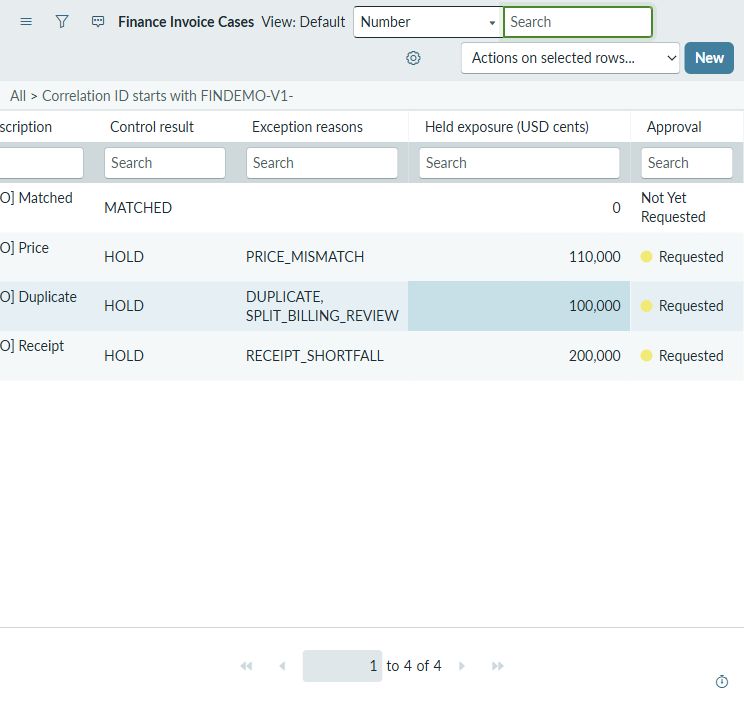 Finance Invoice Cases View: Default Number Search
Actions on selected rows... New
All > Correlation ID starts with FINDEMO-V1-
scription Control result Exception reasons Held exposure (USD cents) Approval
Search Search Search Search
O] Matched MATCHED 0 Not Yet
Requested
O] Price HOLD PRICE_MISMATCH 110,000 Requested
O] Duplicate HOLD DUPLICATE,
SPLIT_BILLING_REVIEW 100,000 Requested
O] Receipt HOLD RECEIPT_SHORTFALL 200,000 Requested
1 to 4 of 4